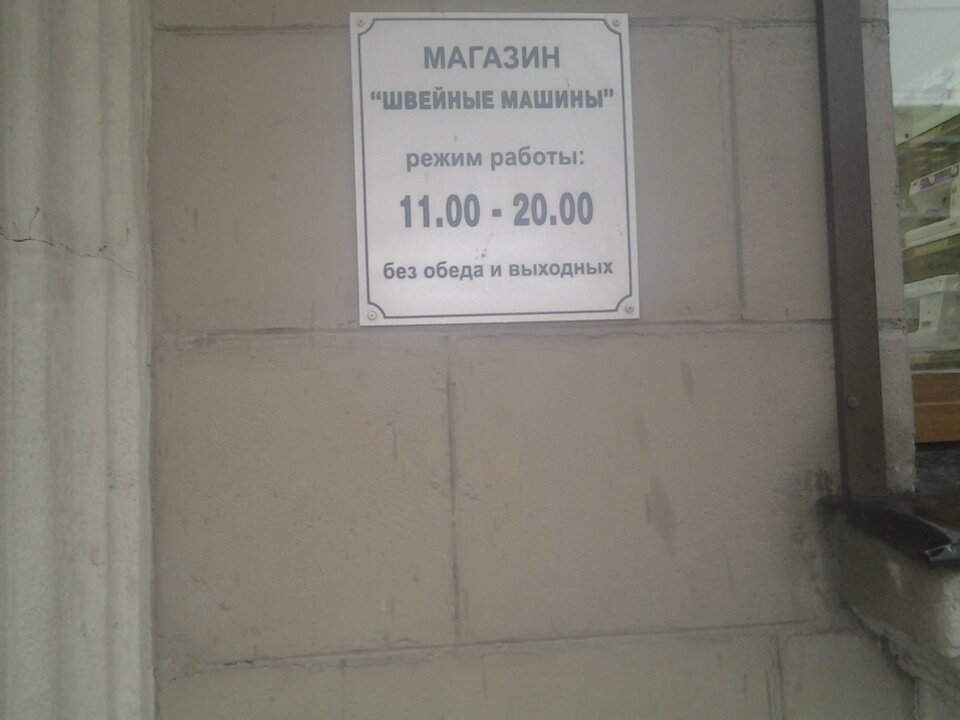 МАГАЗИН
"ШВЕЙНЫЕ МАШИНЫ"
режим работы:
11.00 - 20.00
без обеда и выходных